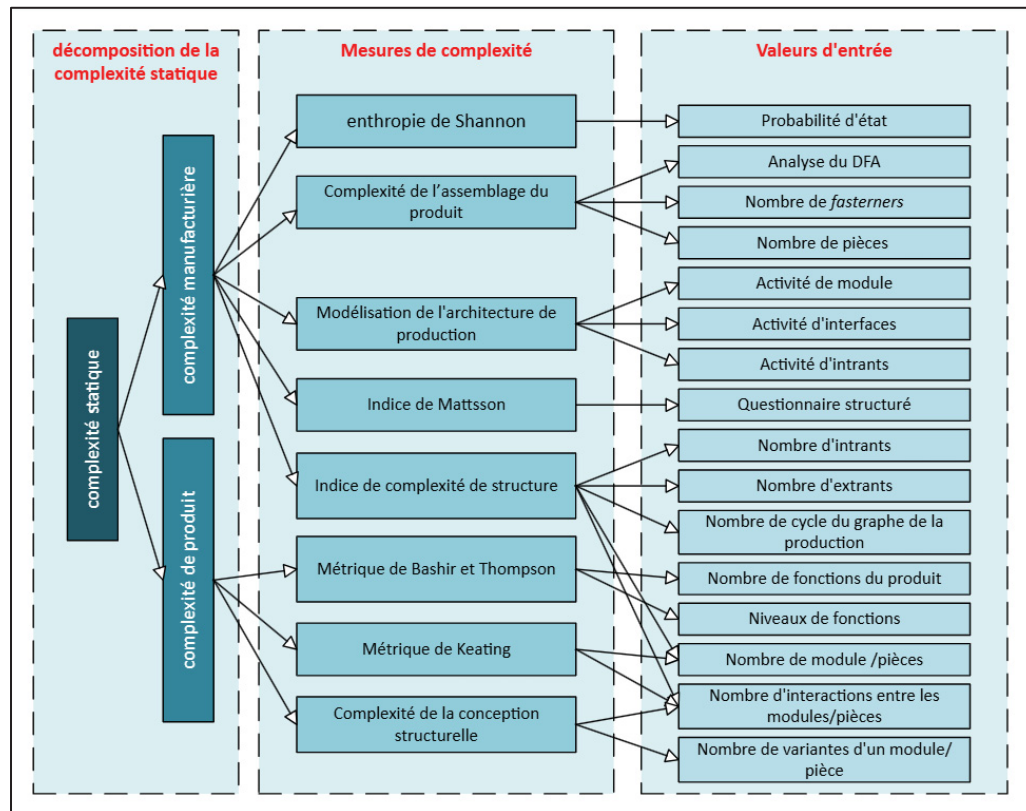 décomposition de la
complexité statique
Mesures de complexité
Valeurs d'entrée
complexité statique
complexité manufacturière
complexité de produit
enthropie de Shannon
Complexité de l’assemblage du
produit
Modélisation de l'architecture de
production
Indice de Mattsson
Indice de complexité de structure
Métrique de Bashir et Thompson
Métrique de Keating
Complexité de la conception
structurelle
Probabilité d'état
Analyse du DFA
Nombre de fasterners
Nombre de pièces
Activité de module
Activité d'interfaces
Activité d'intrants
Questionnaire structuré
Nombre d'intrants
Nombre d'extrants
Nombre de cycle du graphe de la
production
Nombre de fonctions du produit
Niveaux de fonctions
Nombre de module /pièces
Nombre d'interactions entre les
modules/pièces
Nombre de variantes d'un module/
pièce